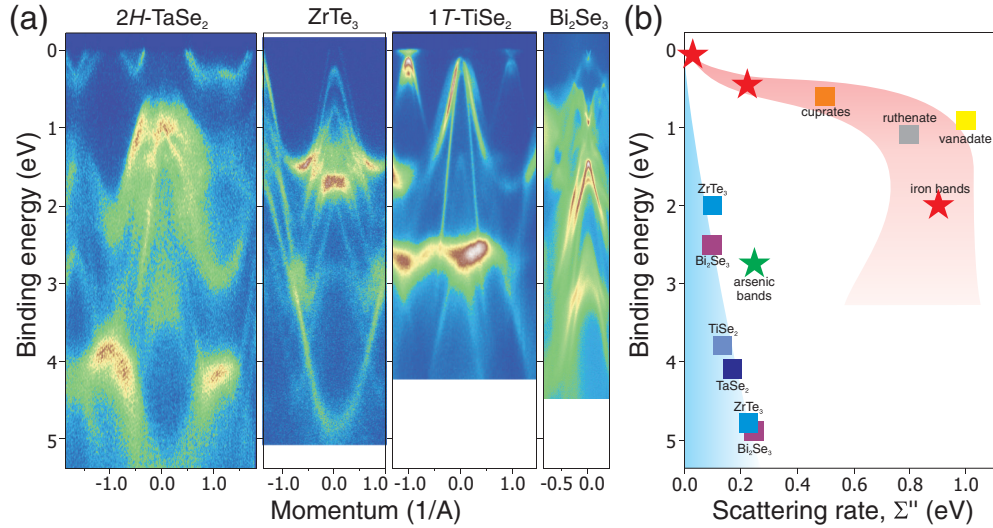 (a)
2H-TaSe₂
ZrTe₃
1T-TiSe₂
Bi₂Se₃
Binding energy (eV)
0
1
2
3
4
5
-1.0 0.0 1.0
-1.0 0.0 1.0
-1.0 0.0 1.0
-0.5 0.0
Momentum (1/A)
(b)
Binding energy (eV)
0
1
2
3
4
5
cuprates
ruthenate
vanadate
iron bands
ZrTe₃
Bi₂Se₃
arsenic
bands
TiSe₂
TaSe₂
ZrTe₃
Bi₂Se₃
0.0 0.2 0.4 0.6 0.8 1.0
Scattering rate, Σ" (eV)